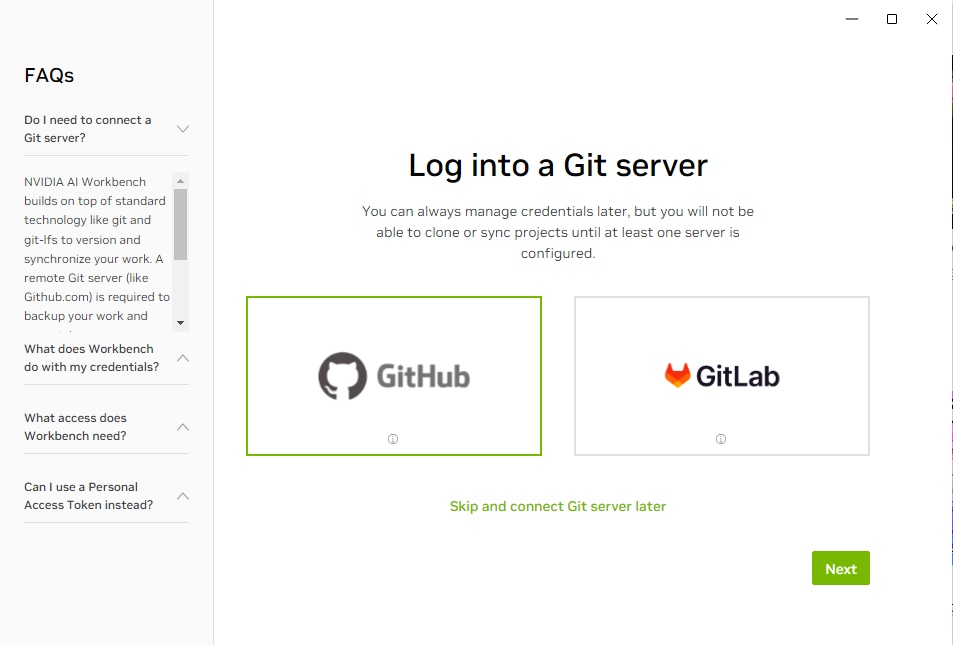 FAQs
Do I need to connect a
Git server?
NVIDIA AI Workbench
builds on top of standard
technology like git and
git-lfs to version and
synchronize your work. A
remote Git server (like
Github.com) is required to
backup your work and
What does Workbench
do with my credentials?
What access does
Workbench need?
Can I use a Personal
Access Token instead?
Log into a Git server
You can always manage credentials later, but you will not be
able to clone or sync projects until at least one server is
configured.
GitHub
GitLab
Skip and connect Git server later
Next